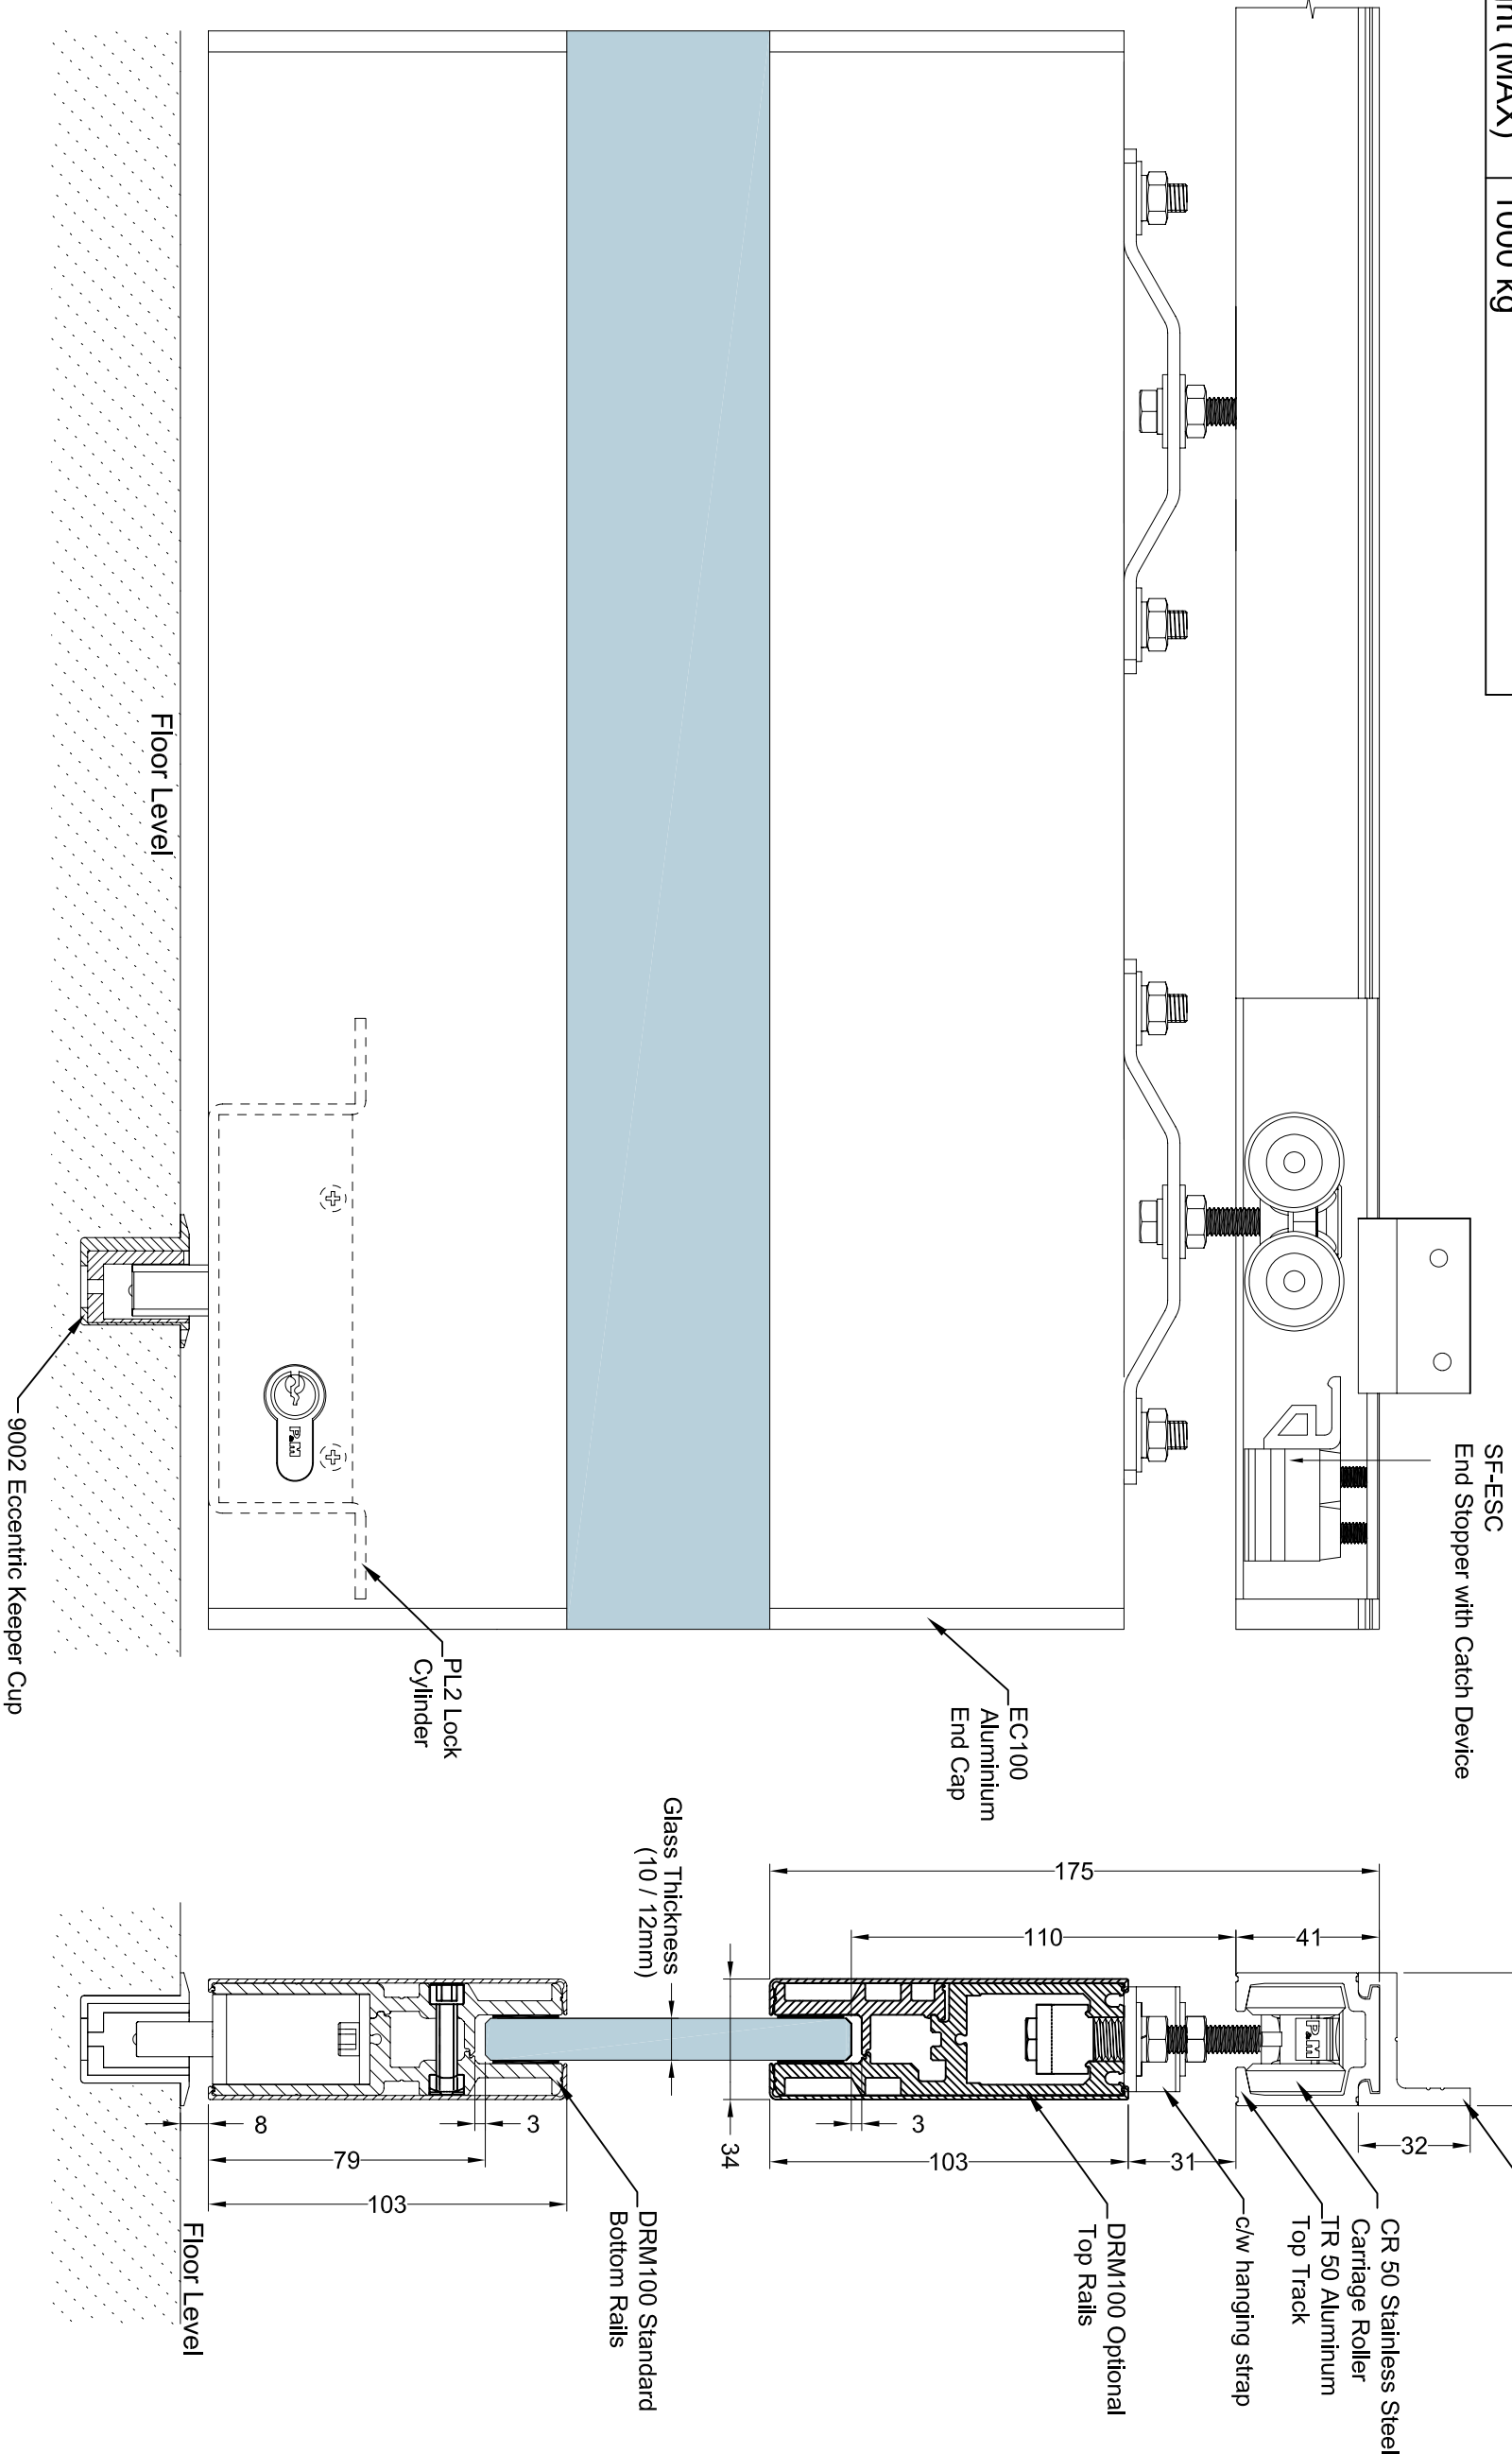 (MAX)
1000 kg
SF-ESC
End Stopper with Catch Device
EC100
Aluminium
End Cap
PL2 Lock
Cylinder
9002 Eccentric Keeper Cup
Floor Level
P&M
175
110
41
32
31
103
3
34
Glass Thickness
(10 / 12mm)
3
8
79
103
P&M
CR 50 Stainless Steel
Carriage Roller
TR 50 Aluminum
Top Track
c/w hanging strap
DRM100 Optional
Top Rails
DRM100 Standard
Bottom Rails
Floor Level